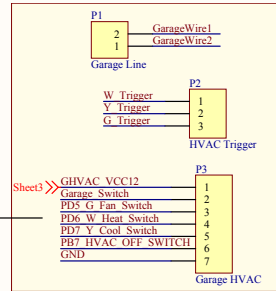 P1
2 GarageWire1
1 GarageWire2
Garage Line
P2
W_Trigger 1
Y_Trigger 2
G_Trigger 3
HVAC Trigger
P3
Sheet3 GHVAC_VCC12 1
Garage_Switch 2
PD5_G_Fan_Switch 3
PD6_W_Heat_Switch 4
PD7_Y_Cool_Switch 5
PB7_HVAC_OFF_SWITCH 6
GND 7
Garage HVAC